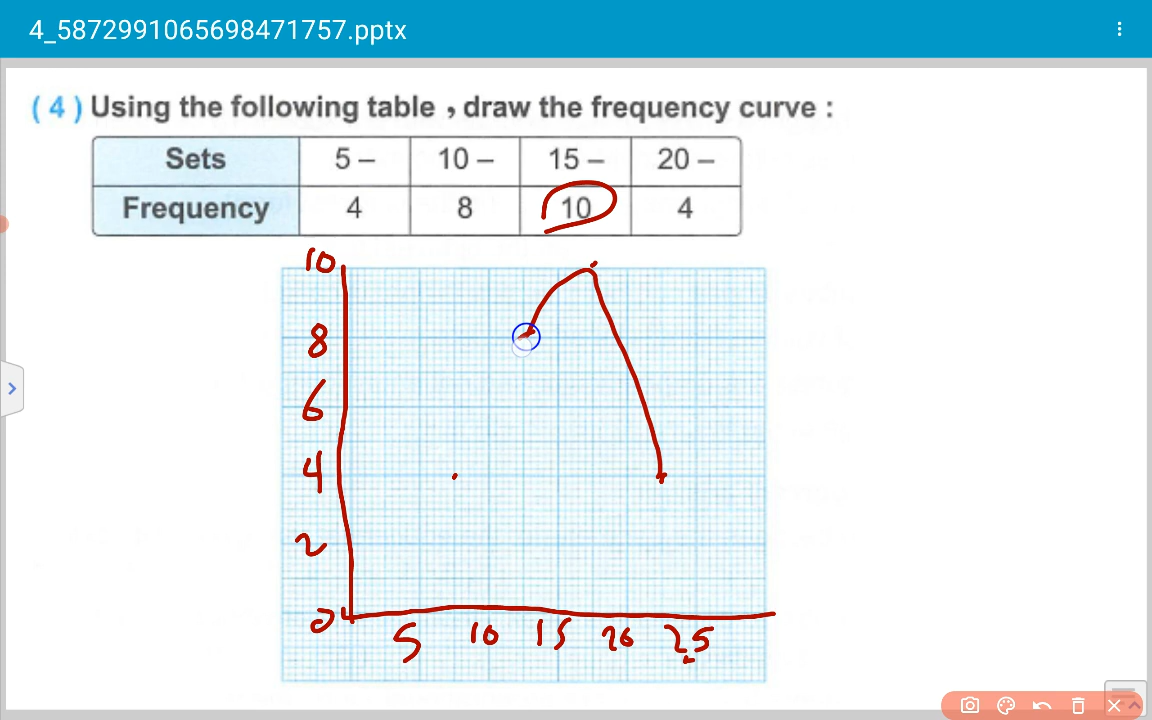 4_5872991065698471757.pptx
( 4 ) Using the following table , draw the frequency curve :
Sets 5 – 10 – 15 – 20 –
Frequency 4 8 10 4
10
8
6
4
2
0
5 10 15 20 25